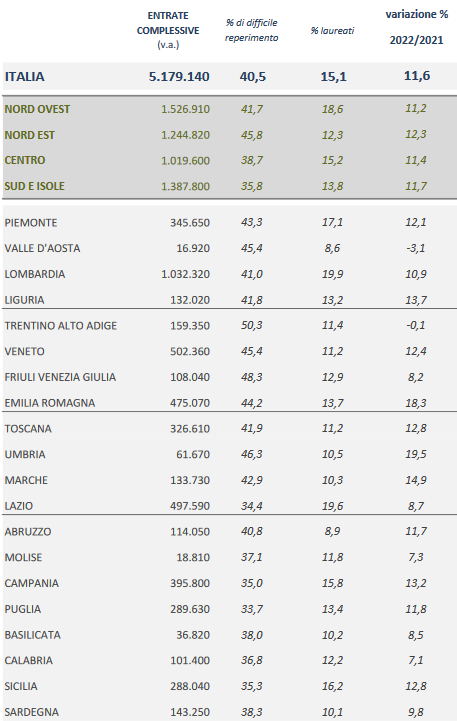 ENTRATE COMPLESSIVE (v.a.) % di difficile reperimento % laureati variazione % 2022/2021
ITALIA 5.179.140 40,5 15,1 11,6
NORD OVEST 1.526.910 41,7 18,6 11,2
NORD EST 1.244.820 45,8 12,3 12,3
CENTRO 1.019.600 38,7 15,2 11,4
SUD E ISOLE 1.387.800 35,8 13,8 11,7
PIEMONTE 345.650 43,3 17,1 12,1
VALLE D'AOSTA 16.920 45,4 8,6 -3,1
LOMBARDIA 1.032.320 41,0 19,9 10,9
LIGURIA 132.020 41,8 13,2 13,7
TRENTINO ALTO ADIGE 159.350 50,3 11,4 -0,1
VENETO 502.360 45,4 11,2 12,4
FRIULI VENEZIA GIULIA 108.040 48,3 12,9 8,2
EMILIA ROMAGNA 475.070 44,2 13,7 18,3
TOSCANA 326.610 41,9 11,2 12,8
UMBRIA 61.670 46,3 10,5 19,5
MARCHE 133.730 42,9 10,3 14,9
LAZIO 497.590 34,4 19,6 8,7
ABRUZZO 114.050 40,8 8,9 11,7
MOLISE 18.810 37,1 11,8 7,3
CAMPANIA 395.800 35,0 15,8 13,2
PUGLIA 289.630 33,7 13,4 11,8
BASILICATA 36.820 38,0 10,2 8,5
CALABRIA 101.400 36,8 12,2 7,1
SICILIA 288.040 35,3 16,2 12,8
SARDEGNA 143.250 38,3 10,1 9,8